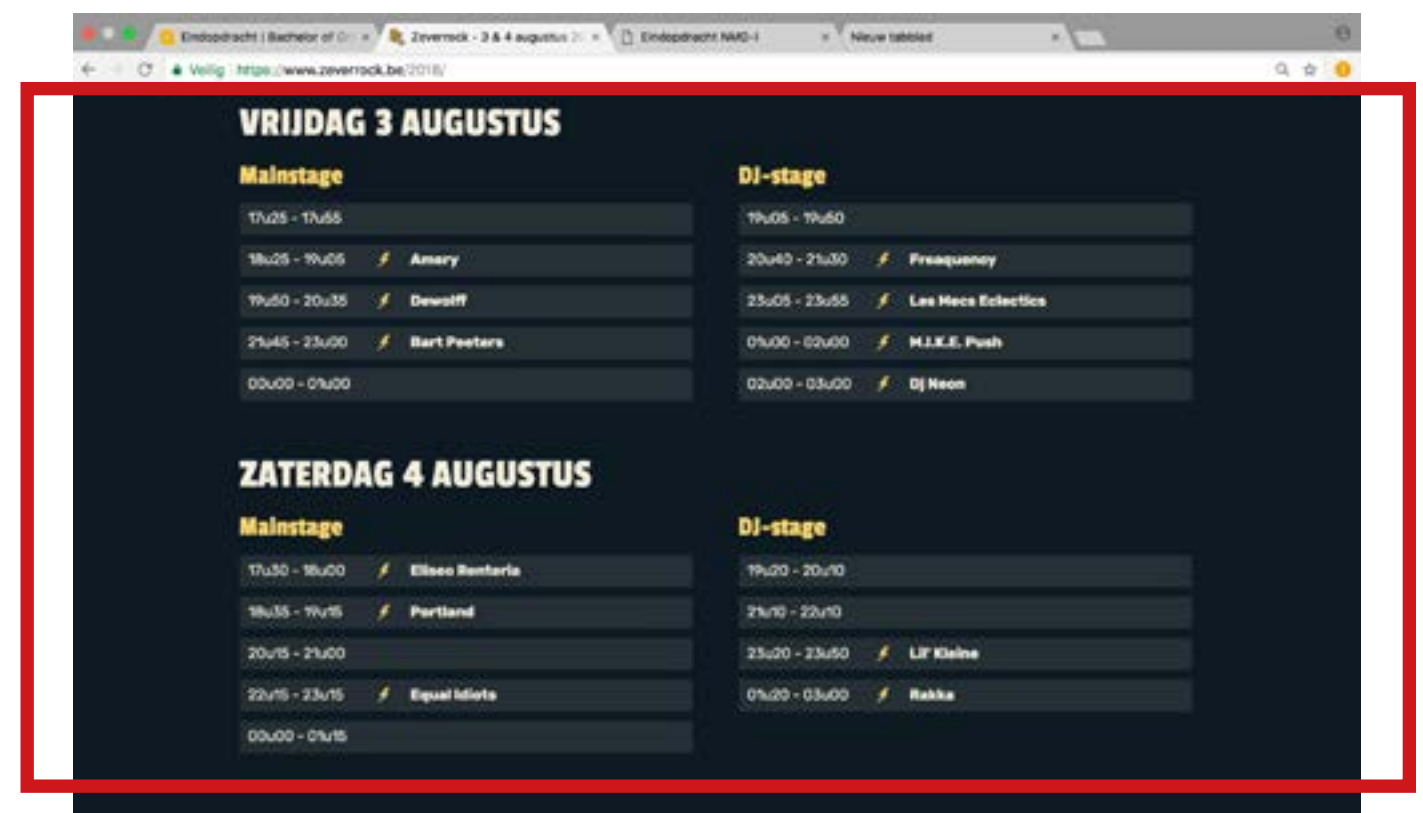 Eindopdracht | Bachelor of
Zeverrock - 3 & 4 augustus 2
Eindopdracht NMD-I
Nieuw tabblad
Veilig https://www.zeverrock.be/2018/
VRIJDAG 3 AUGUSTUS
Mainstage
17u25 - 17u55
18u25 - 19u05 Amery
19u50 - 20u35 Dewolff
21u45 - 23u00 Bart Peeters
00u00 - 01u00
DJ-stage
19u05 - 19u50
20u40 - 21u30 Freaquency
23u05 - 23u55 Les Mecs Eclectics
01u00 - 02u00 M.I.K.E. Push
02u00 - 03u00 Dj Neon
ZATERDAG 4 AUGUSTUS
Mainstage
17u30 - 18u00 Eliseo Renteria
18u35 - 19u15 Portland
20u15 - 21u00
22u15 - 23u15 Equal Idiots
00u00 - 01u15
DJ-stage
19u20 - 20u10
21u10 - 22u10
23u20 - 23u50 Lil' Kleine
01u20 - 03u00 Rakka